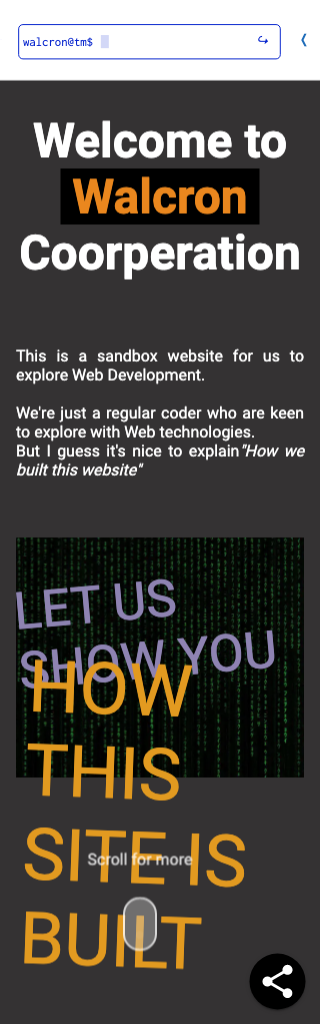 walcron@tm$
Welcome to
Walcron
Coorperation
This is a sandbox website for us to
explore Web Development.
We're just a regular coder who are keen
to explore with Web technologies.
But I guess it's nice to explain "How we
built this website"
LET US
SHOW YOU
HOW
THIS
SITE IS
BUILT
Scroll for more